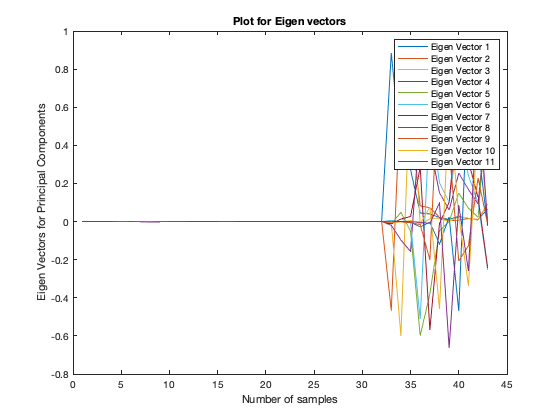 Plot for Eigen vectors
1
0.8
0.6
0.4
0.2
0
-0.2
-0.4
-0.6
-0.8
Eigen Vectors for Principal Components
Eigen Vector 1
Eigen Vector 2
Eigen Vector 3
Eigen Vector 4
Eigen Vector 5
Eigen Vector 6
Eigen Vector 7
Eigen Vector 8
Eigen Vector 9
Eigen Vector 10
Eigen Vector 11
0 5 10 15 20 25 30 35 40 45
Number of samples